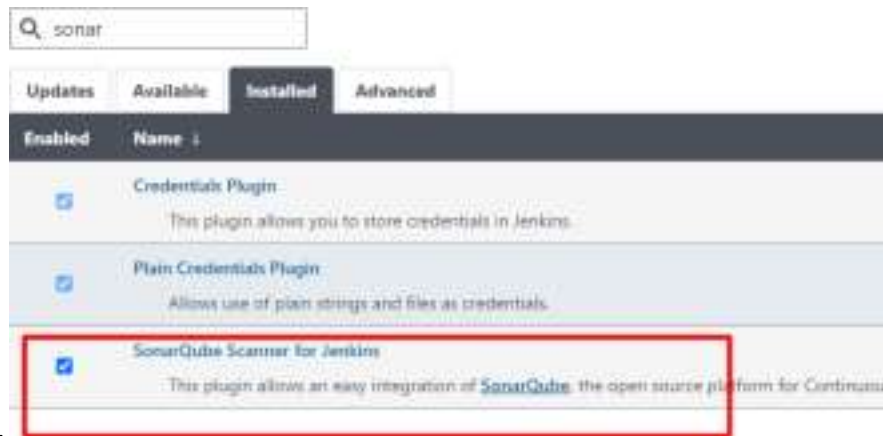 sonar
Updates Available Installed Advanced
Enabled Name ↓
Credentials Plugin
This plugin allows you to store credentials in Jenkins.
Plain Credentials Plugin
Allows use of plain strings and files as credentials.
SonarQube Scanner for Jenkins
This plugin allows an easy integration of SonarQube, the open source platform for Continuou